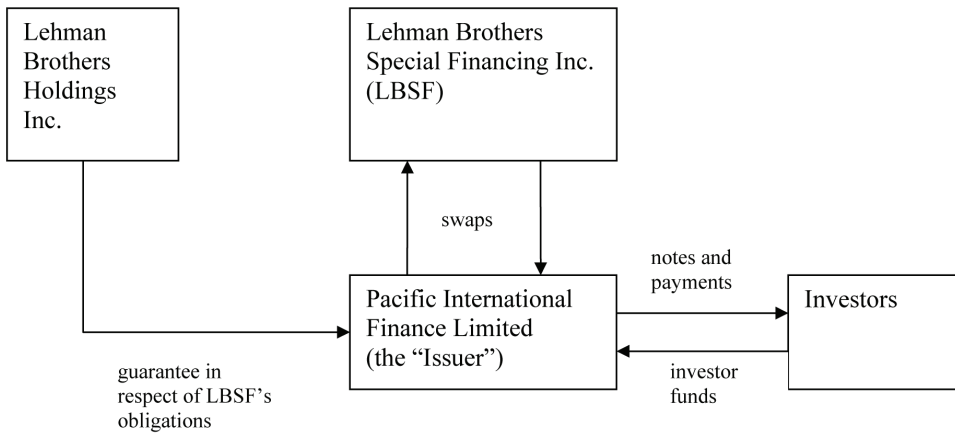 Lehman
Brothers
Holdings
Inc.
Lehman Brothers
Special Financing Inc.
(LBSF)
swaps
notes and
payments
Pacific International
Finance Limited
(the “Issuer”)
Investors
guarantee in
respect of LBSF’s
obligations
investor
funds